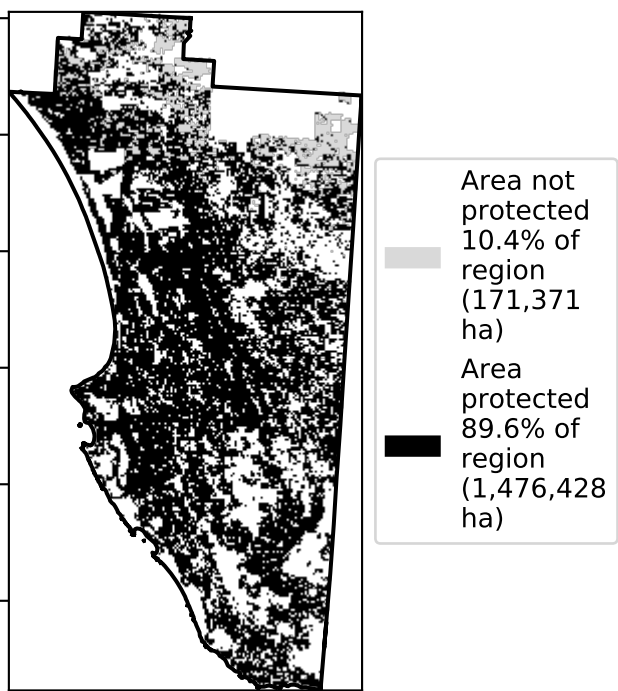 Area not
protected
10.4% of
region
(171,371
ha)
Area
protected
89.6% of
region
(1,476,428
ha)